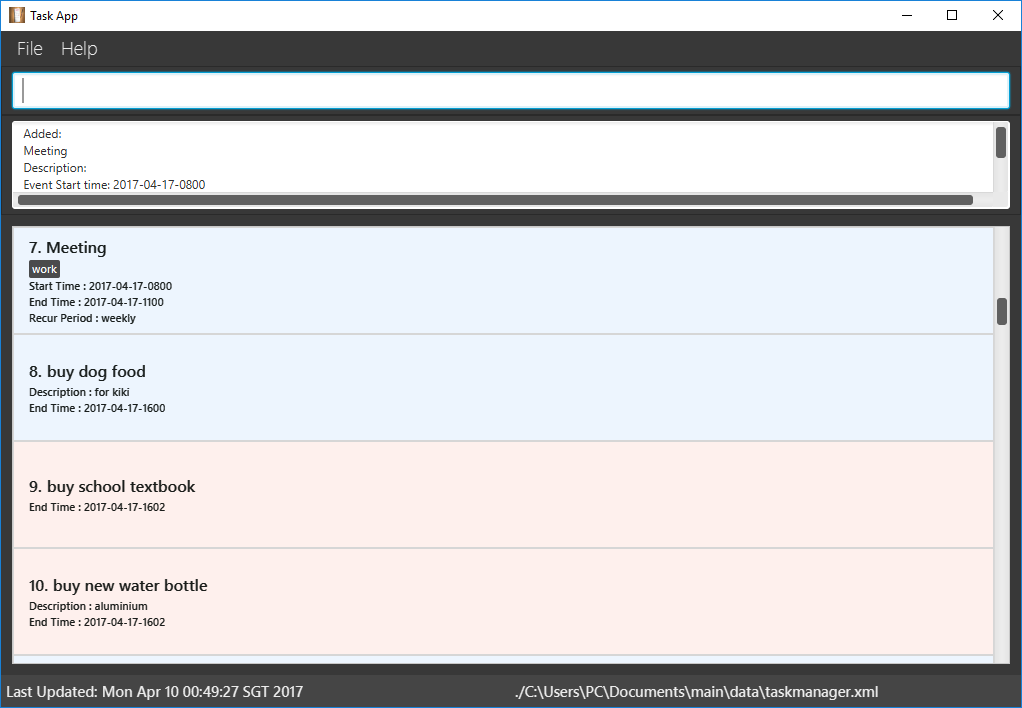 Task App
File Help
Added:
Meeting
Description:
Event Start time: 2017-04-17-0800
7. Meeting
work
Start Time : 2017-04-17-0800
End Time : 2017-04-17-1100
Recur Period : weekly
8. buy dog food
Description : for kiki
End Time : 2017-04-17-1600
9. buy school textbook
End Time : 2017-04-17-1602
10. buy new water bottle
Description : aluminium
End Time : 2017-04-17-1602
Last Updated: Mon Apr 10 00:49:27 SGT 2017
./C:\Users\PC\Documents\main\data\taskmanager.xml